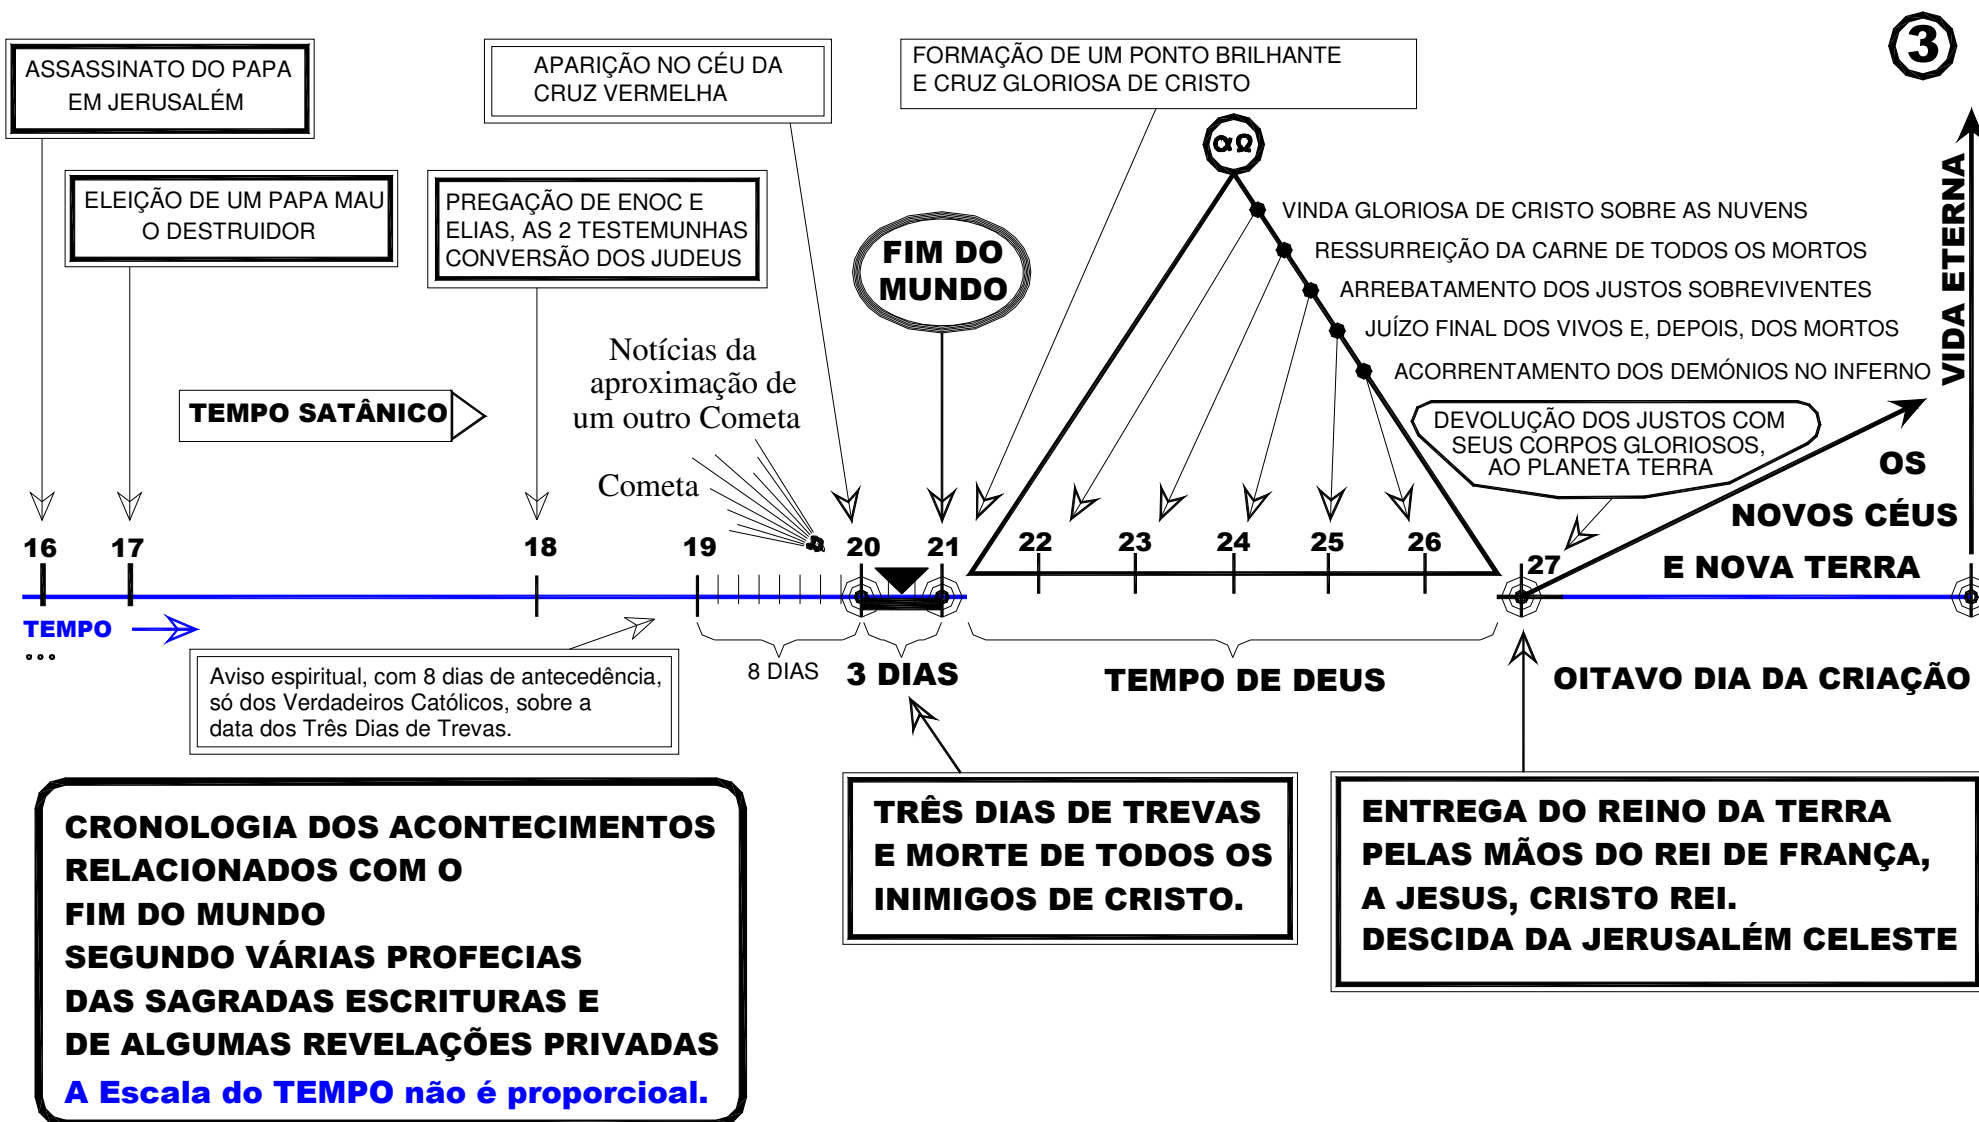 3
ASSASSINATO DO PAPA
EM JERUSALÉM
APARIÇÃO NO CÉU DA
CRUZ VERMELHA
FORMAÇÃO DE UM PONTO BRILHANTE
E CRUZ GLORIOSA DE CRISTO
ELEIÇÃO DE UM PAPA MAU
O DESTRUIDOR
PREGAÇÃO DE ENOC E
ELIAS, AS 2 TESTEMUNHAS
CONVERSÃO DOS JUDEUS
FIM DO
MUNDO
αΩ
VINDA GLORIOSA DE CRISTO SOBRE AS NUVENS
RESSURREIÇÃO DA CARNE DE TODOS OS MORTOS
ARREBATAMENTO DOS JUSTOS SOBREVIVENTES
JUÍZO FINAL DOS VIVOS E, DEPOIS, DOS MORTOS
ACORRENTAMENTO DOS DEMÓNIOS NO INFERNO
VIDA ETERNA
TEMPO SATÂNICO
Notícias da
aproximação de
um outro Cometa
Cometa
DEVOLUÇÃO DOS JUSTOS COM
SEUS CORPOS GLORIOSOS,
AO PLANETA TERRA
OS
NOVOS CÉUS
E NOVA TERRA
16 17 18 19 20 21 22 23 24 25 26 27
TEMPO
...
Aviso espiritual, com 8 dias de antecedência,
só dos Verdadeiros Católicos, sobre a
data dos Três Dias de Trevas.
8 DIAS
3 DIAS
TEMPO DE DEUS
OITAVO DIA DA CRIAÇÃO
CRONOLOGIA DOS ACONTECIMENTOS
RELACIONADOS COM O
FIM DO MUNDO
SEGUNDO VÁRIAS PROFECIAS
DAS SAGRADAS ESCRITURAS E
DE ALGUMAS REVELAÇÕES PRIVADAS
A Escala do TEMPO não é proporcioal.
TRÊS DIAS DE TREVAS
E MORTE DE TODOS OS
INIMIGOS DE CRISTO.
ENTREGA DO REINO DA TERRA
PELAS MÃOS DO REI DE FRANÇA,
A JESUS, CRISTO REI.
DESCIDA DA JERUSALÉM CELESTE